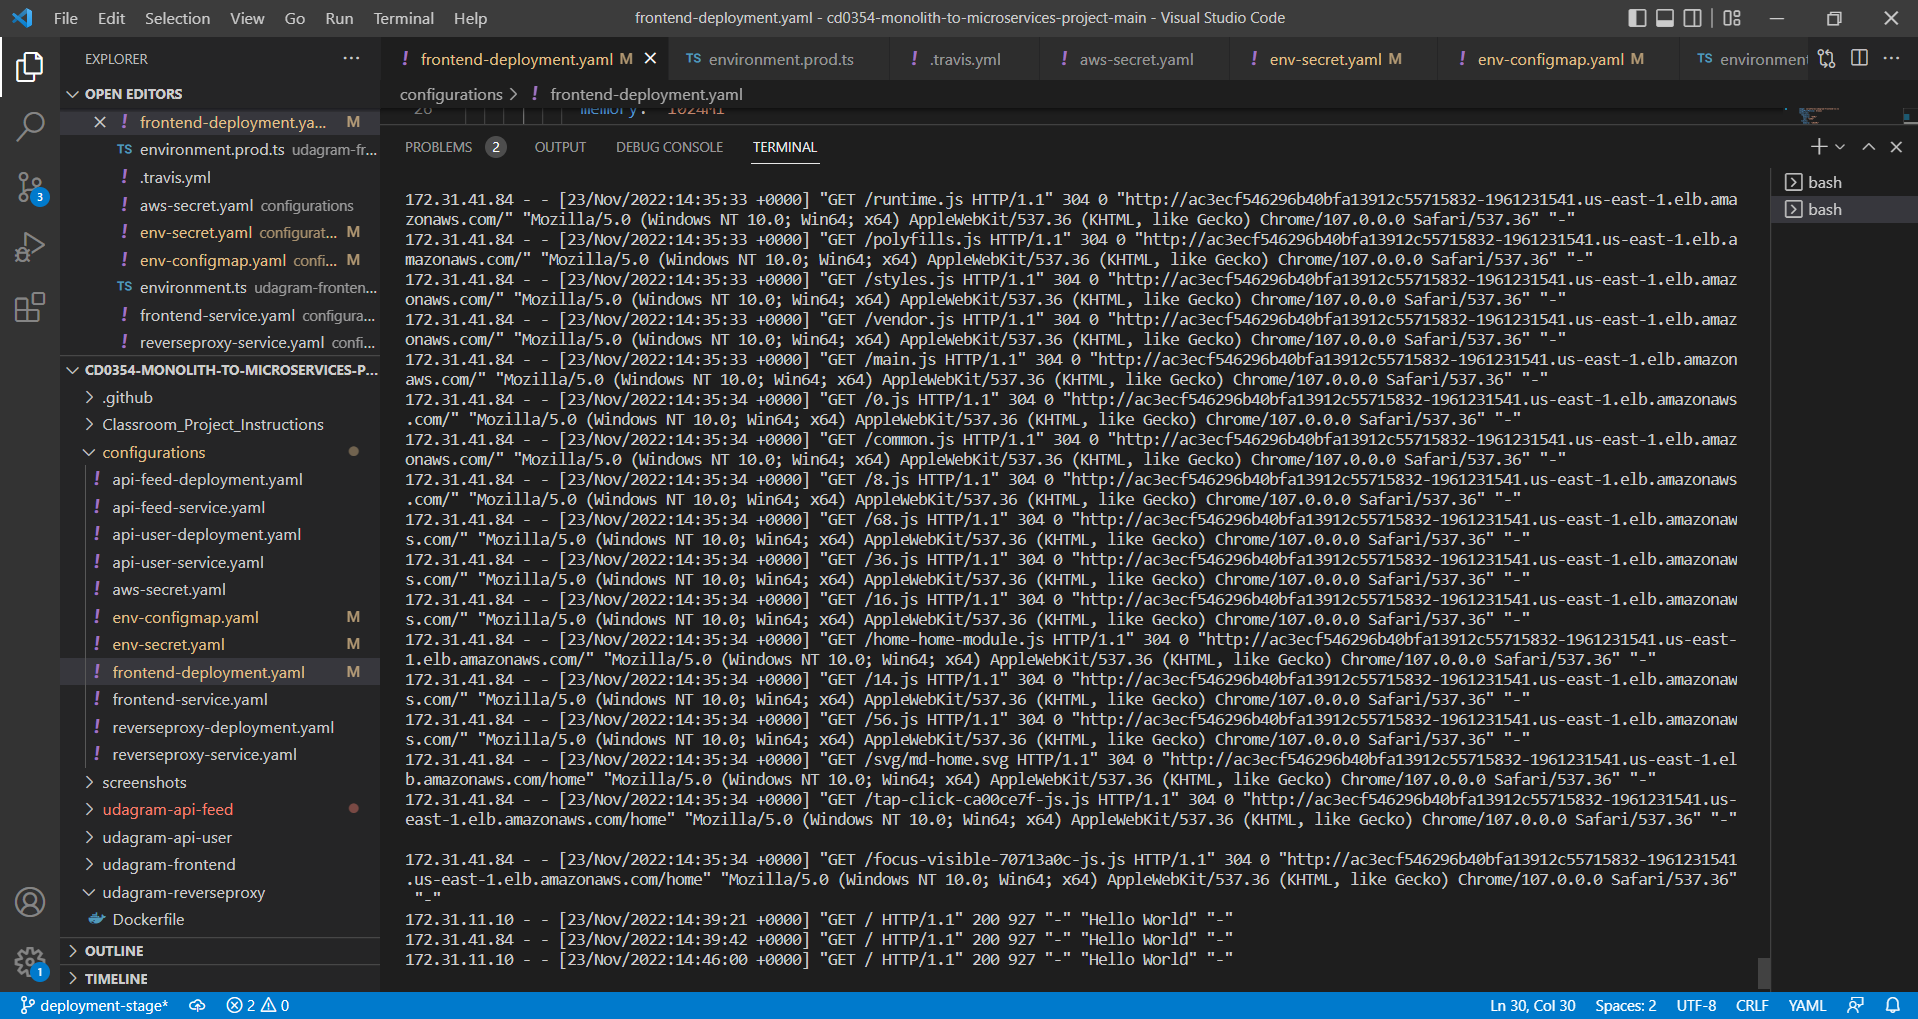 File Edit Selection View Go Run Terminal Help
frontend-deployment.yaml - cd0354-monolith-to-microservices-project-main - Visual Studio Code
EXPLORER
OPEN EDITORS
! frontend-deployment.ya... M
TS environment.prod.ts udagram-fr...
! .travis.yml
! aws-secret.yaml configurations
! env-secret.yaml configurat... M
! env-configmap.yaml confi... M
TS environment.ts udagram-fronten...
! frontend-service.yaml configura...
! reverseproxy-service.yaml confi...
CD0354-MONOLITH-TO-MICROSERVICES-P...
.github
Classroom_Project_Instructions
configurations
! api-feed-deployment.yaml
! api-feed-service.yaml
! api-user-deployment.yaml
! api-user-service.yaml
! aws-secret.yaml
! env-configmap.yaml M
! env-secret.yaml M
! frontend-deployment.yaml M
! frontend-service.yaml
! reverseproxy-deployment.yaml
! reverseproxy-service.yaml
screenshots
udagram-api-feed
udagram-api-user
udagram-frontend
udagram-reverseproxy
Dockerfile
OUTLINE
TIMELINE
3
1
! frontend-deployment.yaml M TS environment.prod.ts ! .travis.yml ! aws-secret.yaml ! env-secret.yaml M ! env-configmap.yaml M TS environment
configurations > ! frontend-deployment.yaml
26 memory: "1024Mi"
PROBLEMS 2 OUTPUT DEBUG CONSOLE TERMINAL
bash
bash
172.31.41.84 - - [23/Nov/2022:14:35:33 +0000] "GET /runtime.js HTTP/1.1" 304 0 "http://ac3ecf546296b40bfa13912c55715832-1961231541.us-east-1.elb.ama
zonaws.com/" "Mozilla/5.0 (Windows NT 10.0; Win64; x64) AppleWebKit/537.36 (KHTML, like Gecko) Chrome/107.0.0.0 Safari/537.36" "-"
172.31.41.84 - - [23/Nov/2022:14:35:33 +0000] "GET /polyfills.js HTTP/1.1" 304 0 "http://ac3ecf546296b40bfa13912c55715832-1961231541.us-east-1.elb.a
mazonaws.com/" "Mozilla/5.0 (Windows NT 10.0; Win64; x64) AppleWebKit/537.36 (KHTML, like Gecko) Chrome/107.0.0.0 Safari/537.36" "-"
172.31.41.84 - - [23/Nov/2022:14:35:33 +0000] "GET /styles.js HTTP/1.1" 304 0 "http://ac3ecf546296b40bfa13912c55715832-1961231541.us-east-1.elb.amaz
onaws.com/" "Mozilla/5.0 (Windows NT 10.0; Win64; x64) AppleWebKit/537.36 (KHTML, like Gecko) Chrome/107.0.0.0 Safari/537.36" "-"
172.31.41.84 - - [23/Nov/2022:14:35:33 +0000] "GET /vendor.js HTTP/1.1" 304 0 "http://ac3ecf546296b40bfa13912c55715832-1961231541.us-east-1.elb.amaz
onaws.com/" "Mozilla/5.0 (Windows NT 10.0; Win64; x64) AppleWebKit/537.36 (KHTML, like Gecko) Chrome/107.0.0.0 Safari/537.36" "-"
172.31.41.84 - - [23/Nov/2022:14:35:33 +0000] "GET /main.js HTTP/1.1" 304 0 "http://ac3ecf546296b40bfa13912c55715832-1961231541.us-east-1.elb.amazon
aws.com/" "Mozilla/5.0 (Windows NT 10.0; Win64; x64) AppleWebKit/537.36 (KHTML, like Gecko) Chrome/107.0.0.0 Safari/537.36" "-"
172.31.41.84 - - [23/Nov/2022:14:35:34 +0000] "GET /0.js HTTP/1.1" 304 0 "http://ac3ecf546296b40bfa13912c55715832-1961231541.us-east-1.elb.amazonaws
.com/" "Mozilla/5.0 (Windows NT 10.0; Win64; x64) AppleWebKit/537.36 (KHTML, like Gecko) Chrome/107.0.0.0 Safari/537.36" "-"
172.31.41.84 - - [23/Nov/2022:14:35:34 +0000] "GET /common.js HTTP/1.1" 304 0 "http://ac3ecf546296b40bfa13912c55715832-1961231541.us-east-1.elb.amaz
onaws.com/" "Mozilla/5.0 (Windows NT 10.0; Win64; x64) AppleWebKit/537.36 (KHTML, like Gecko) Chrome/107.0.0.0 Safari/537.36" "-"
172.31.41.84 - - [23/Nov/2022:14:35:34 +0000] "GET /8.js HTTP/1.1" 304 0 "http://ac3ecf546296b40bfa13912c55715832-1961231541.us-east-1.elb.amazonaws
.com/" "Mozilla/5.0 (Windows NT 10.0; Win64; x64) AppleWebKit/537.36 (KHTML, like Gecko) Chrome/107.0.0.0 Safari/537.36" "-"
172.31.41.84 - - [23/Nov/2022:14:35:34 +0000] "GET /68.js HTTP/1.1" 304 0 "http://ac3ecf546296b40bfa13912c55715832-1961231541.us-east-1.elb.amazonaw
s.com/" "Mozilla/5.0 (Windows NT 10.0; Win64; x64) AppleWebKit/537.36 (KHTML, like Gecko) Chrome/107.0.0.0 Safari/537.36" "-"
172.31.41.84 - - [23/Nov/2022:14:35:34 +0000] "GET /36.js HTTP/1.1" 304 0 "http://ac3ecf546296b40bfa13912c55715832-1961231541.us-east-1.elb.amazonaw
s.com/" "Mozilla/5.0 (Windows NT 10.0; Win64; x64) AppleWebKit/537.36 (KHTML, like Gecko) Chrome/107.0.0.0 Safari/537.36" "-"
172.31.41.84 - - [23/Nov/2022:14:35:34 +0000] "GET /16.js HTTP/1.1" 304 0 "http://ac3ecf546296b40bfa13912c55715832-1961231541.us-east-1.elb.amazonaw
s.com/" "Mozilla/5.0 (Windows NT 10.0; Win64; x64) AppleWebKit/537.36 (KHTML, like Gecko) Chrome/107.0.0.0 Safari/537.36" "-"
172.31.41.84 - - [23/Nov/2022:14:35:34 +0000] "GET /home-home-module.js HTTP/1.1" 304 0 "http://ac3ecf546296b40bfa13912c55715832-1961231541.us-east-
1.elb.amazonaws.com/" "Mozilla/5.0 (Windows NT 10.0; Win64; x64) AppleWebKit/537.36 (KHTML, like Gecko) Chrome/107.0.0.0 Safari/537.36" "-"
172.31.41.84 - - [23/Nov/2022:14:35:34 +0000] "GET /14.js HTTP/1.1" 304 0 "http://ac3ecf546296b40bfa13912c55715832-1961231541.us-east-1.elb.amazonaw
s.com/" "Mozilla/5.0 (Windows NT 10.0; Win64; x64) AppleWebKit/537.36 (KHTML, like Gecko) Chrome/107.0.0.0 Safari/537.36" "-"
172.31.41.84 - - [23/Nov/2022:14:35:34 +0000] "GET /56.js HTTP/1.1" 304 0 "http://ac3ecf546296b40bfa13912c55715832-1961231541.us-east-1.elb.amazonaw
s.com/" "Mozilla/5.0 (Windows NT 10.0; Win64; x64) AppleWebKit/537.36 (KHTML, like Gecko) Chrome/107.0.0.0 Safari/537.36" "-"
172.31.41.84 - - [23/Nov/2022:14:35:34 +0000] "GET /svg/md-home.svg HTTP/1.1" 304 0 "http://ac3ecf546296b40bfa13912c55715832-1961231541.us-east-1.el
b.amazonaws.com/home" "Mozilla/5.0 (Windows NT 10.0; Win64; x64) AppleWebKit/537.36 (KHTML, like Gecko) Chrome/107.0.0.0 Safari/537.36" "-"
172.31.41.84 - - [23/Nov/2022:14:35:34 +0000] "GET /tap-click-ca00ce7f-js.js HTTP/1.1" 304 0 "http://ac3ecf546296b40bfa13912c55715832-1961231541.us-
east-1.elb.amazonaws.com/home" "Mozilla/5.0 (Windows NT 10.0; Win64; x64) AppleWebKit/537.36 (KHTML, like Gecko) Chrome/107.0.0.0 Safari/537.36" "-"
172.31.41.84 - - [23/Nov/2022:14:35:34 +0000] "GET /focus-visible-70713a0c-js.js HTTP/1.1" 304 0 "http://ac3ecf546296b40bfa13912c55715832-1961231541
.us-east-1.elb.amazonaws.com/home" "Mozilla/5.0 (Windows NT 10.0; Win64; x64) AppleWebKit/537.36 (KHTML, like Gecko) Chrome/107.0.0.0 Safari/537.36"
"-"
172.31.11.10 - - [23/Nov/2022:14:39:21 +0000] "GET / HTTP/1.1" 200 927 "-" "Hello World" "-"
172.31.41.84 - - [23/Nov/2022:14:39:42 +0000] "GET / HTTP/1.1" 200 927 "-" "Hello World" "-"
172.31.11.10 - - [23/Nov/2022:14:46:00 +0000] "GET / HTTP/1.1" 200 927 "-" "Hello World" "-"
deployment-stage* 2 0 Ln 30, Col 30 Spaces: 2 UTF-8 CRLF YAML